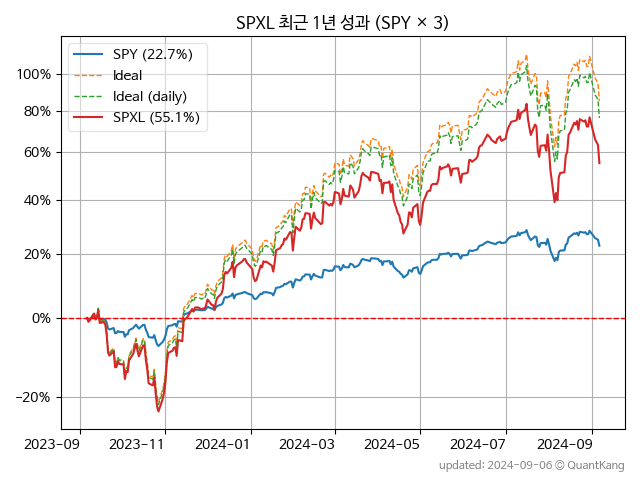 SPXL 최근 1년 성과 (SPY × 3)
SPY (22.7%)
Ideal
Ideal (daily)
SPXL (55.1%)
100%
80%
60%
40%
20%
0%
−20%
2023-09
2023-11
2024-01
2024-03
2024-05
2024-07
2024-09
updated: 2024-09-06 © QuantKang